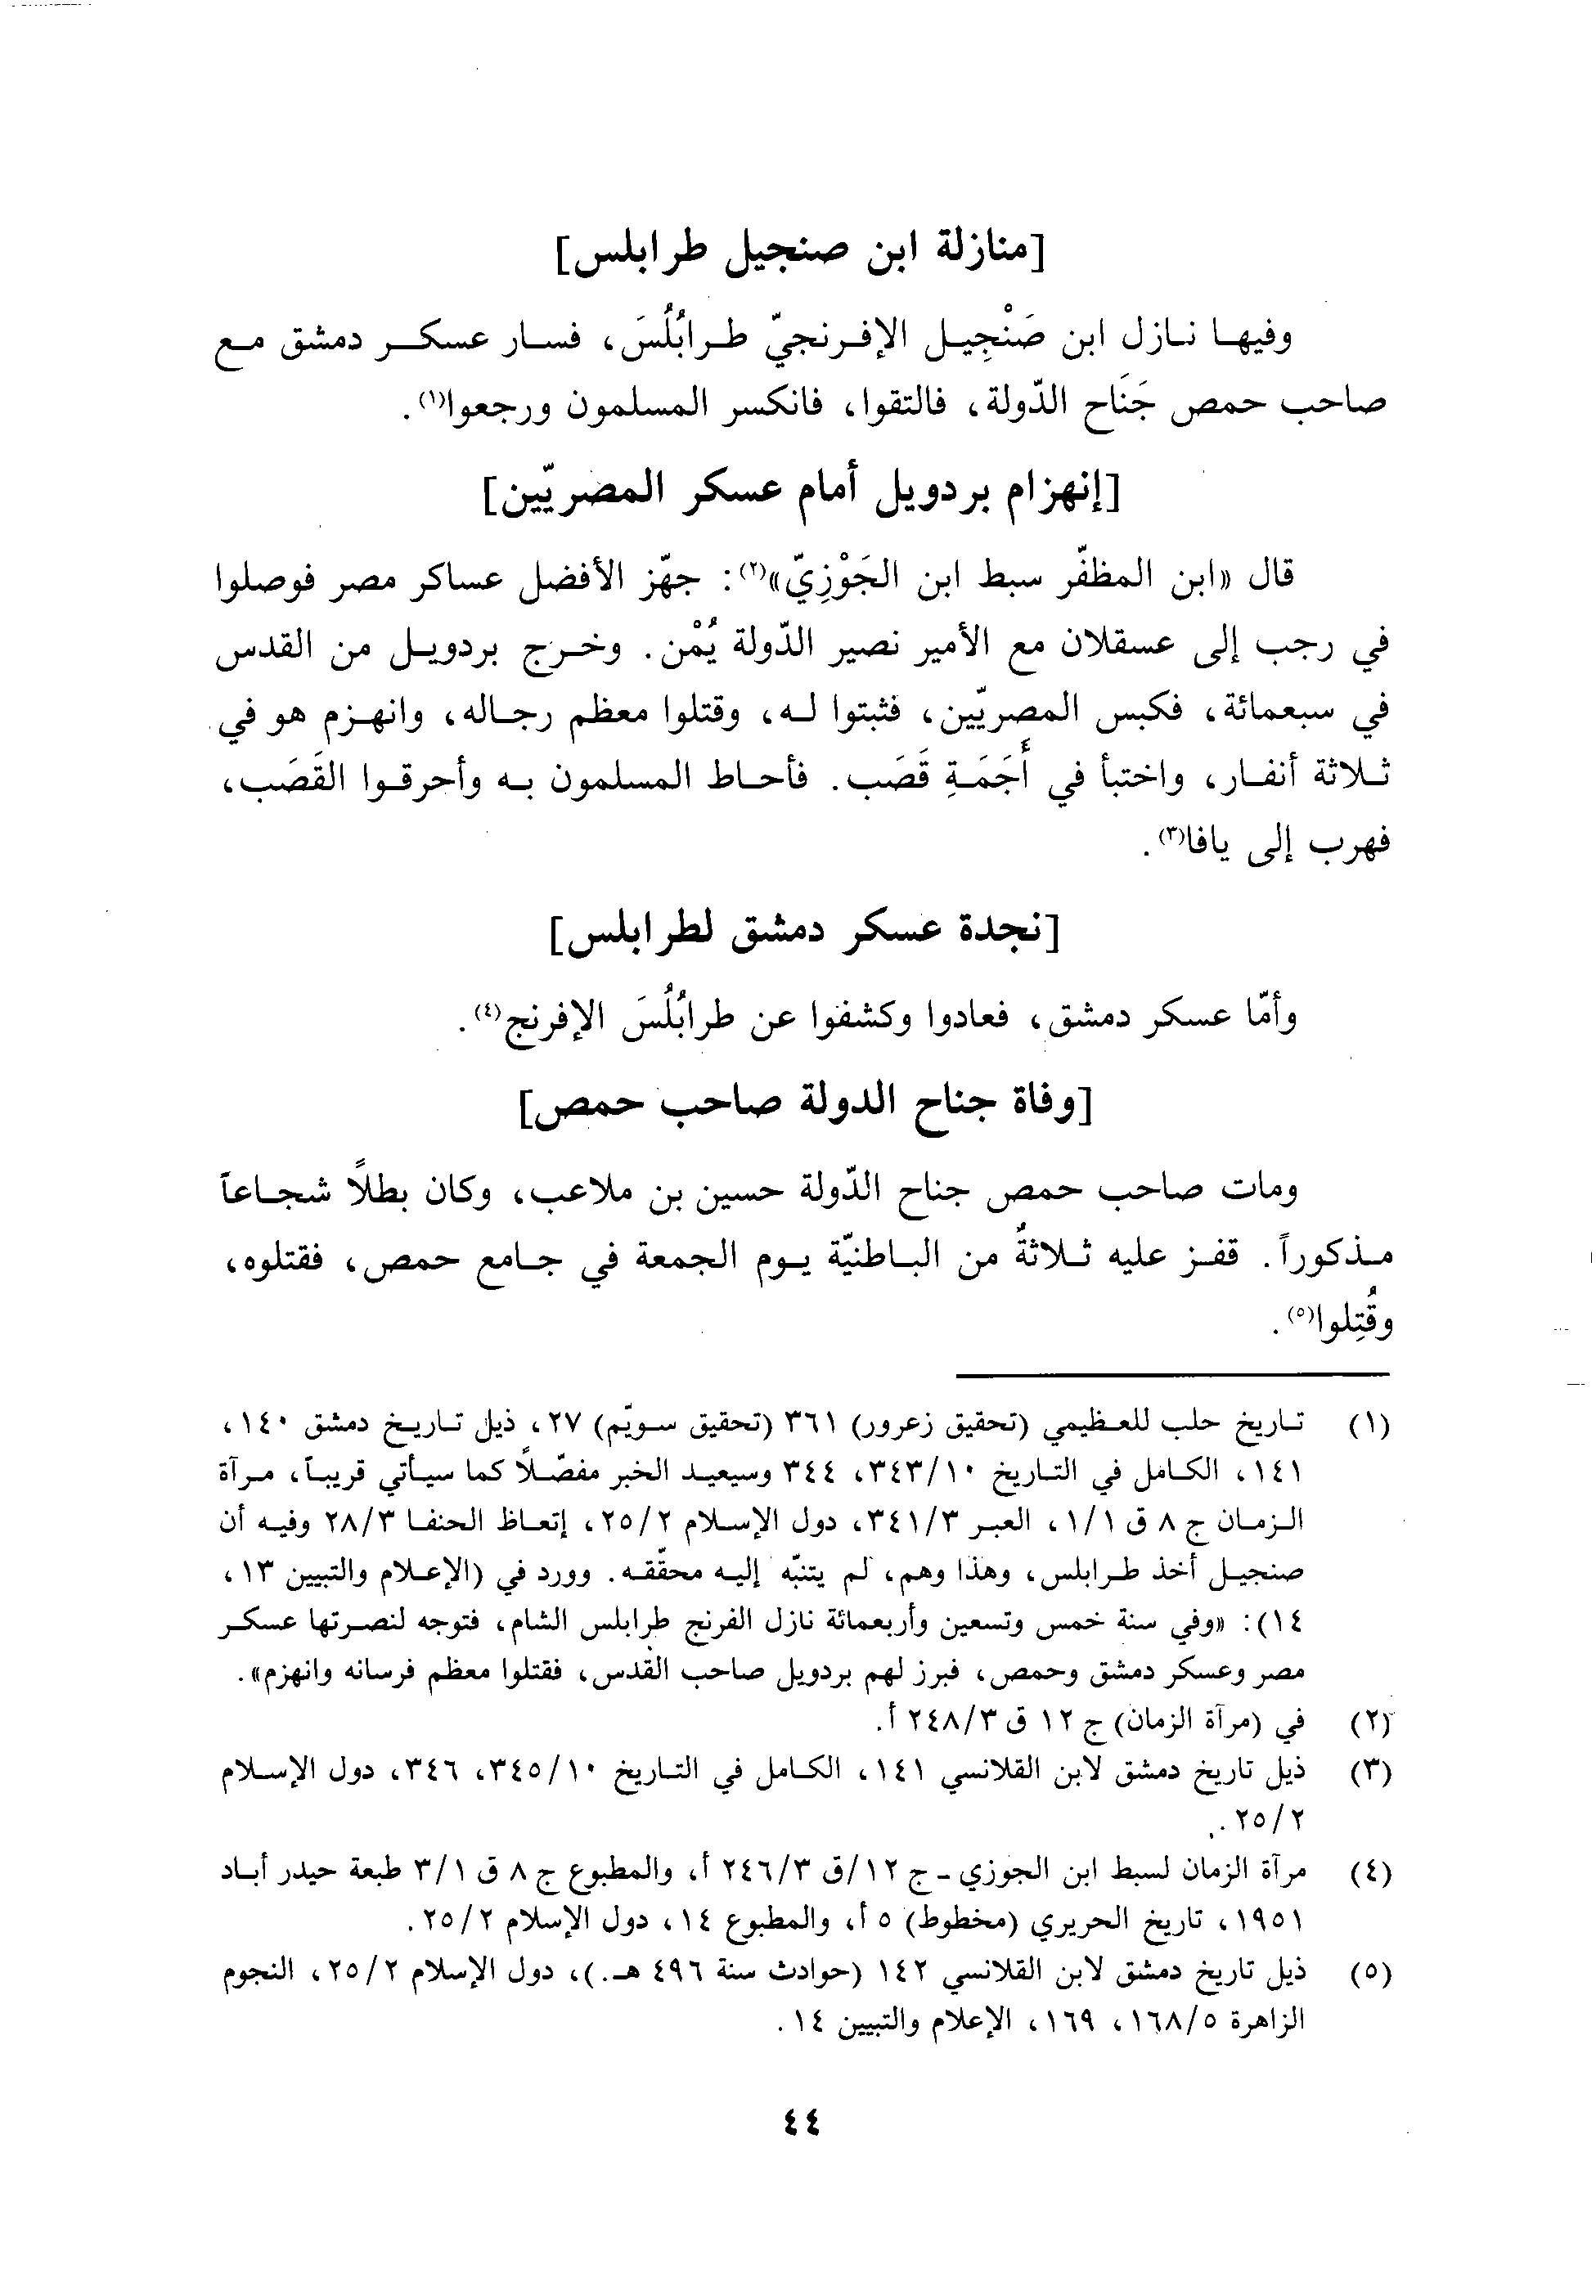 [منازلة ابن صنجيل طرابلس]
وفيها نازل ابن صَنْجِيل الإفرنجيّ طرابُلُسَ، فسار عسكر دمشق مع
صاحب حمص جَنَاح الدّولة، فالتقوا، فانكسر المسلمون ورجعوا(١).
[إنهزام بردويل أمام عسكر المصريّين]
قال «ابن المظفّر سبط ابن الجَوْزِيّ»(٢): جهّز الأفضل عساكر مصر فوصلوا
في رجب إلى عسقلان مع الأمير نصير الدّولة يُمْن. وخرج بردويل من القدس
في سبعمائة، فكبس المصريّين، فثبتوا له، وقتلوا معظم رجاله، وانهزم هو في
ثلاثة أنفار، واختبأ في أَجَمَةِ قَصَب. فأحاط المسلمون به وأحرقوا القَصَب،
فهرب إلى يافا(٣).
[نجدة عسكر دمشق لطرابلس]
وأمّا عسكر دمشق، فعادوا وكشفوا عن طرابُلُسَ الإفرنج(٤).
[وفاة جناح الدولة صاحب حمص]
ومات صاحب حمص جناح الدّولة حسين بن ملاعب، وكان بطلاً شجاعاً
مذكوراً. قفز عليه ثلاثةُ من الباطنيّة يوم الجمعة في جامع حمص، فقتلوه،
وقُتِلوا(٥).
(١) تاريخ حلب للعظيمي (تحقيق زعرور) ٣٦١ (تحقيق سويّم) ٢٧، ذيل تاريخ دمشق ١٤٠،
١٤١، الكامل في التاريخ ٣٤٣/١٠، ٣٤٤ وسيعيد الخبر مفصّلاً كما سيأتي قريباً، مرآة
الزمان ج ٨ ق ١/١، العبر ٣٤١/٣، دول الإسلام ٢٥/٢، إتعاظ الحنفا ٢٨/٣ وفيه أن
صنجيل أخذ طرابلس، وهذا وهم، لم يتنبّه إليه محقّقه. وورد في (الإعلام والتبيين ١٣،
١٤): «وفي سنة خمس وتسعين وأربعمائة نازل الفرنج طرابلس الشام، فتوجه لنصرتها عسكر
مصر وعسكر دمشق وحمص، فبرز لهم بردويل صاحب القدس، فقتلوا معظم فرسانه وانهزم».
(٢) في (مرآة الزمان) ج ١٢ ق ٢٤٨/٣ أ.
(٣) ذيل تاريخ دمشق لابن القلانسي ١٤١، الكامل في التاريخ ٣٤٥/١٠، ٣٤٦، دول الإسلام
٢٥/٢.
(٤) مرآة الزمان لسبط ابن الجوزي - ج ١٢/ق ٢٤٦/٣ أ، والمطبوع ج ٨ ق ٣/١ طبعة حيدر أباد
١٩٥١، تاريخ الحريري (مخطوط) ٥ أ، والمطبوع ١٤، دول الإسلام ٢٥/٢.
(٥) ذيل تاريخ دمشق لابن القلانسي ١٤٢ (حوادث سنة ٤٩٦ هـ.)، دول الإسلام ٢٥/٢، النجوم
الزاهرة ١٦٨/٥، ١٦٩، الإعلام والتبيين ١٤.
٤٤